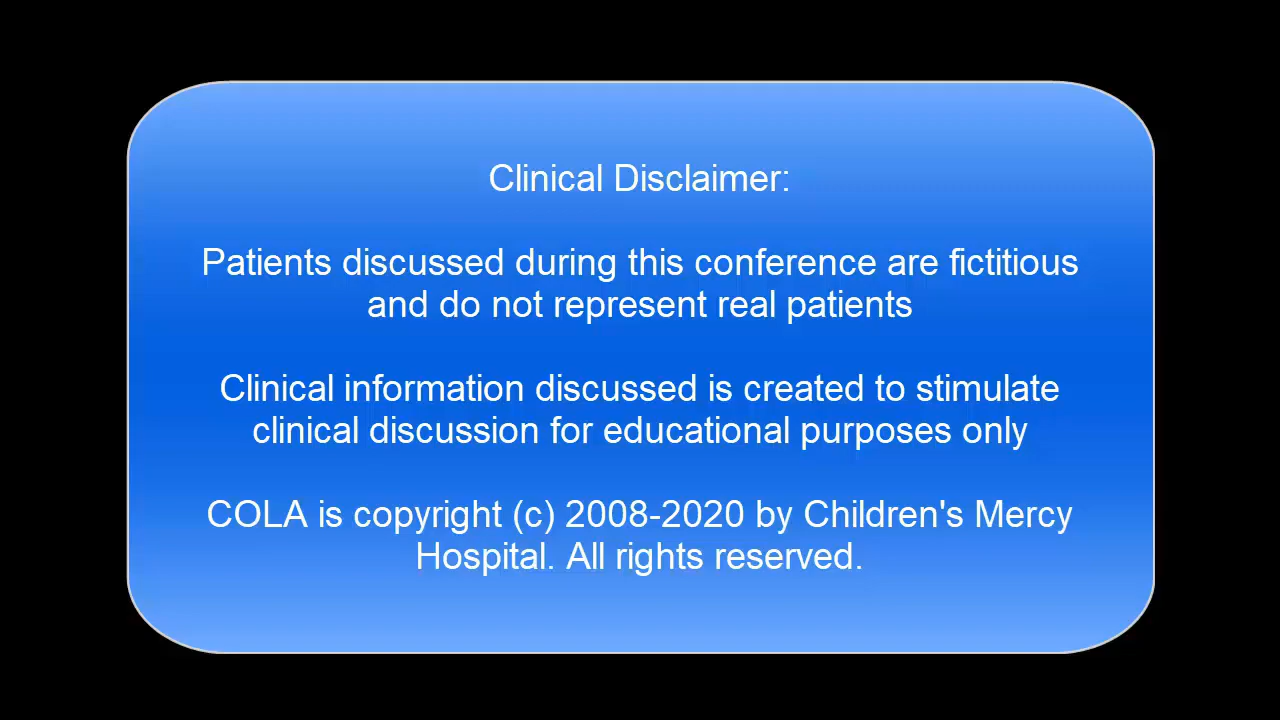 Clinical Disclaimer:
Patients discussed during this conference are fictitious
and do not represent real patients
Clinical information discussed is created to stimulate
clinical discussion for educational purposes only
COLA is copyright (c) 2008-2020 by Children's Mercy
Hospital. All rights reserved.